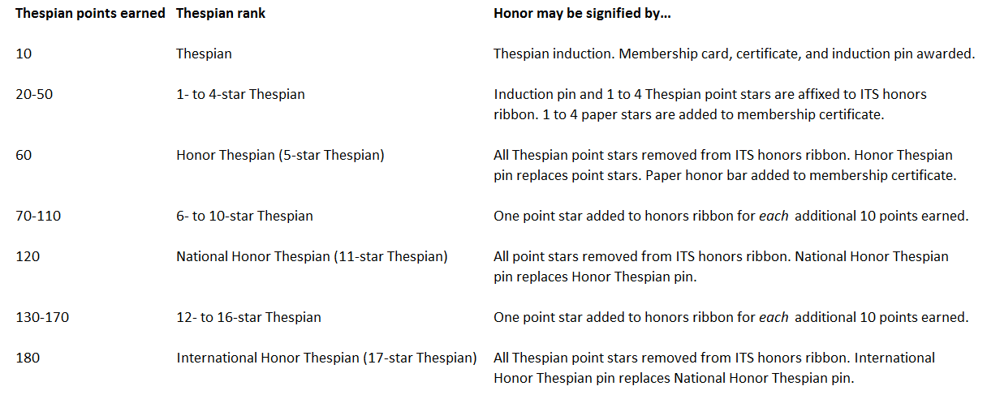 Thespian points earned Thespian rank Honor may be signified by...
10 Thespian Thespian induction. Membership card, certificate, and induction pin awarded.
20-50 1- to 4-star Thespian Induction pin and 1 to 4 Thespian point stars are affixed to ITS honors
ribbon. 1 to 4 paper stars are added to membership certificate.
60 Honor Thespian (5-star Thespian) All Thespian point stars removed from ITS honors ribbon. Honor Thespian
pin replaces point stars. Paper honor bar added to membership certificate.
70-110 6- to 10-star Thespian One point star added to honors ribbon for each additional 10 points earned.
120 National Honor Thespian (11-star Thespian) All point stars removed from ITS honors ribbon. National Honor Thespian
pin replaces Honor Thespian pin.
130-170 12- to 16-star Thespian One point star added to honors ribbon for each additional 10 points earned.
180 International Honor Thespian (17-star Thespian) All Thespian point stars removed from ITS honors ribbon. International
Honor Thespian pin replaces National Honor Thespian pin.